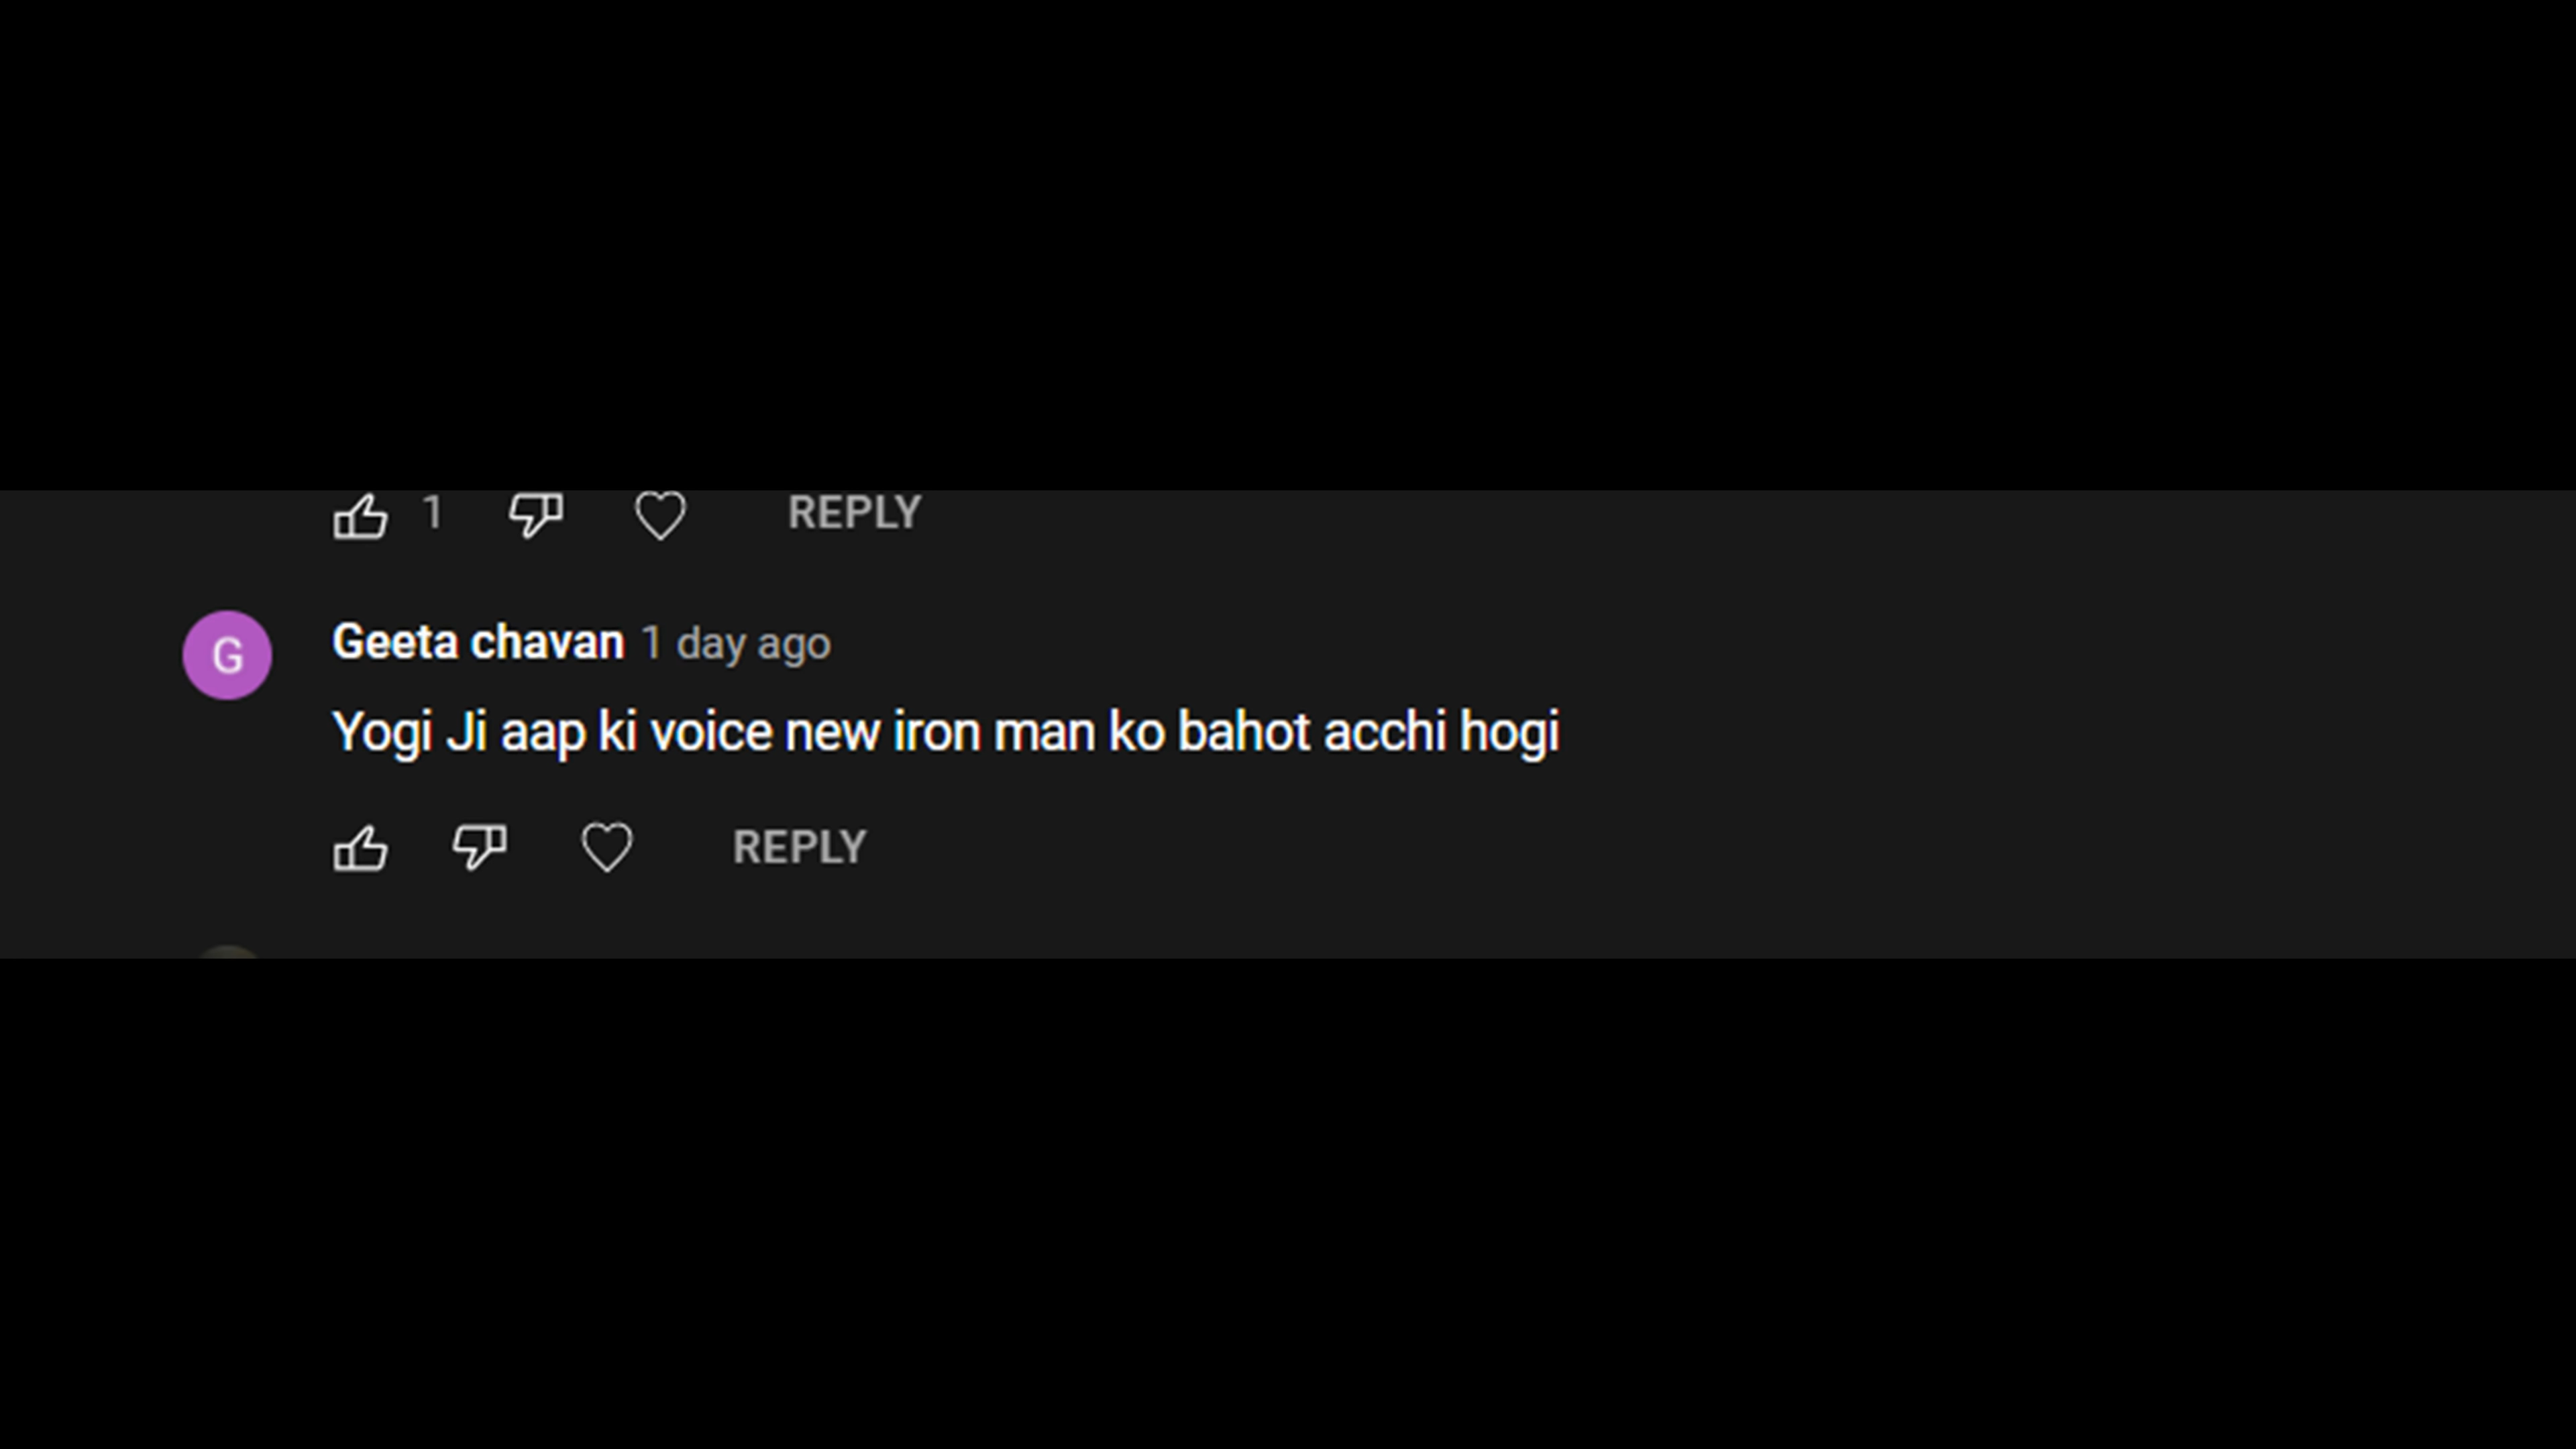 1 REPLY
G
Geeta chavan 1 day ago
Yogi Ji aap ki voice new iron man ko bahot acchi hogi
REPLY